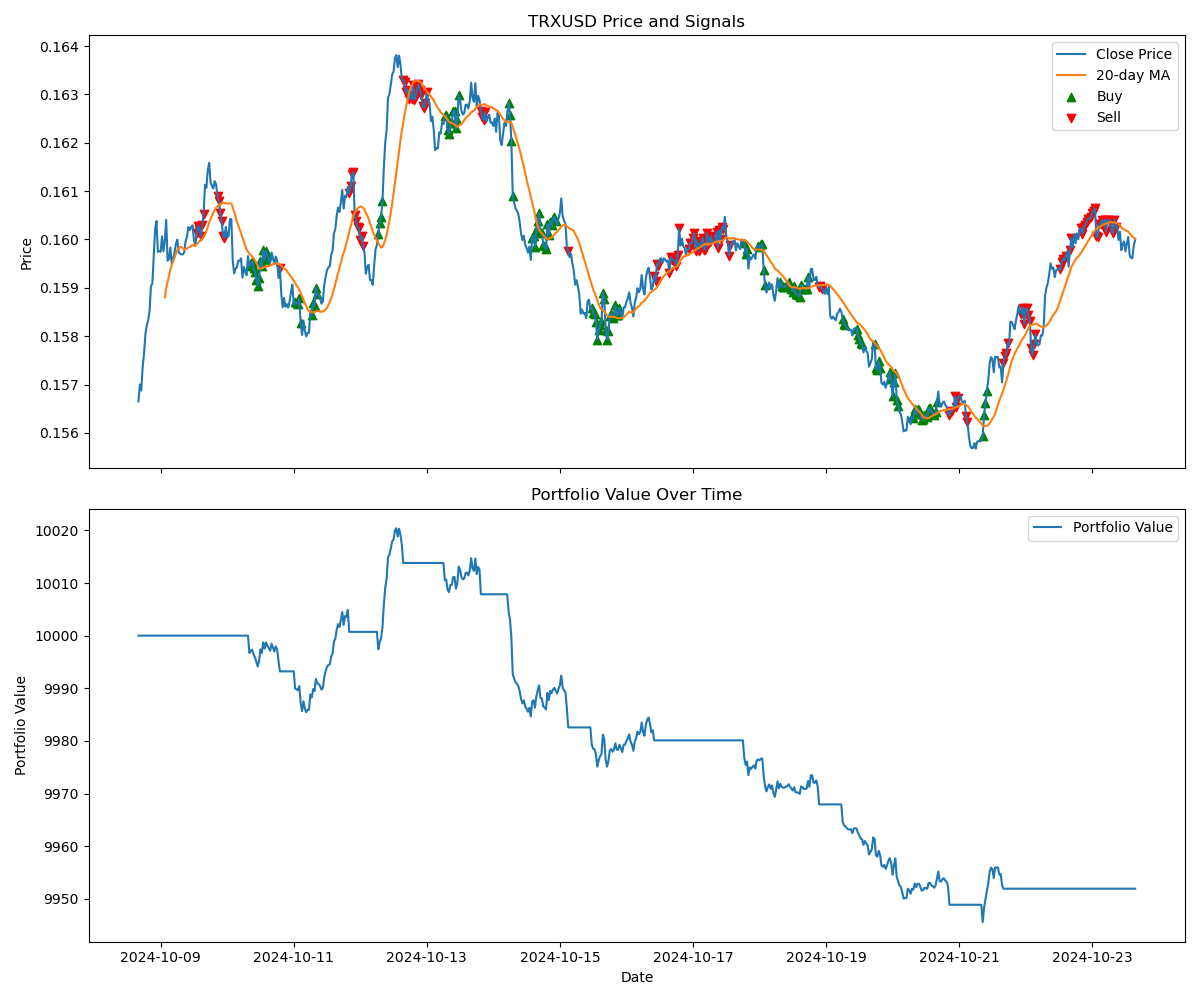 TRXUSD Price and Signals
Price
0.164
0.163
0.162
0.161
0.160
0.159
0.158
0.157
0.156
Close Price
20-day MA
Buy
Sell
Portfolio Value Over Time
Portfolio Value
10020
10010
10000
9990
9980
9970
9960
9950
Portfolio Value
2024-10-09
2024-10-11
2024-10-13
2024-10-15
2024-10-17
2024-10-19
2024-10-21
2024-10-23
Date